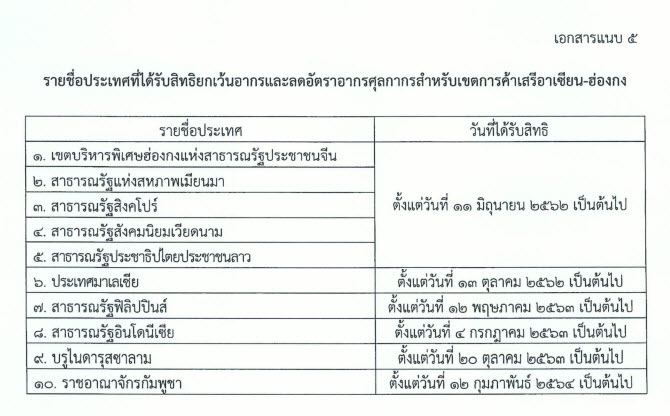 เอกสารแนบ ๕
รายชื่อประเทศที่ได้รับสิทธิยกเว้นอากรและลดอัตราอากรศุลกากรสำหรับเขตการค้าเสรีอาเซียน-ฮ่องกง
รายชื่อประเทศ วันที่ได้รับสิทธิ
๑. เขตบริหารพิเศษฮ่องกงแห่งสาธารณรัฐประชาชนจีน
๒. สาธารณรัฐแห่งสหภาพเมียนมา
๓. สาธารณรัฐสิงคโปร์ ตั้งแต่วันที่ ๑๑ มิถุนายน ๒๕๖๒ เป็นต้นไป
๔. สาธารณรัฐสังคมนิยมเวียดนาม
๕. สาธารณรัฐประชาธิปไตยประชาชนลาว
๖. ประเทศมาเลเซีย ตั้งแต่วันที่ ๑๓ ตุลาคม ๒๕๖๒ เป็นต้นไป
๗. สาธารณรัฐฟิลิปปินส์ ตั้งแต่วันที่ ๑๒ พฤษภาคม ๒๕๖๓ เป็นต้นไป
๘. สาธารณรัฐอินโดนีเซีย ตั้งแต่วันที่ ๔ กรกฎาคม ๒๕๖๓ เป็นต้นไป
๙. บรูไนดารุสซาลาม ตั้งแต่วันที่ ๒๐ ตุลาคม ๒๕๖๓ เป็นต้นไป
๑๐. ราชอาณาจักรกัมพูชา ตั้งแต่วันที่ ๑๒ กุมภาพันธ์ ๒๕๖๔ เป็นต้นไป